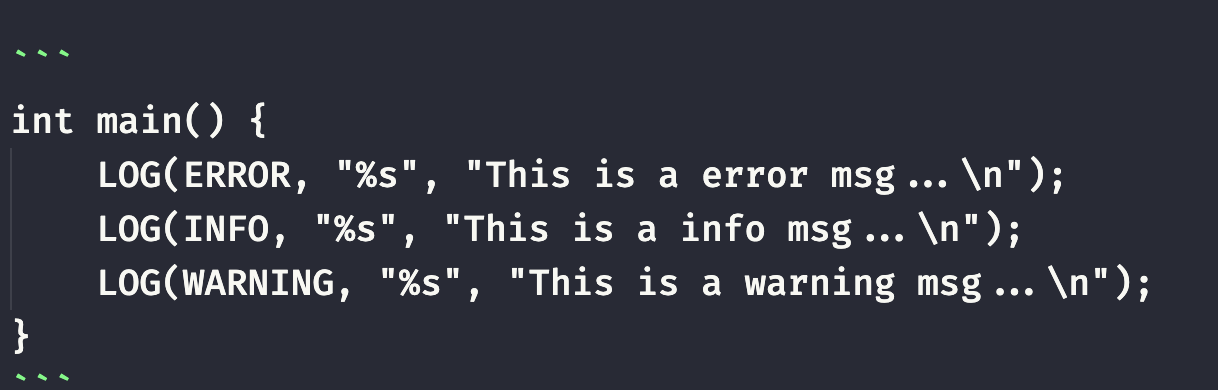 ```
int main() {
    LOG(ERROR, "%s", "This is a error msg...\n");
    LOG(INFO, "%s", "This is a info msg...\n");
    LOG(WARNING, "%s", "This is a warning msg...\n");
}
```